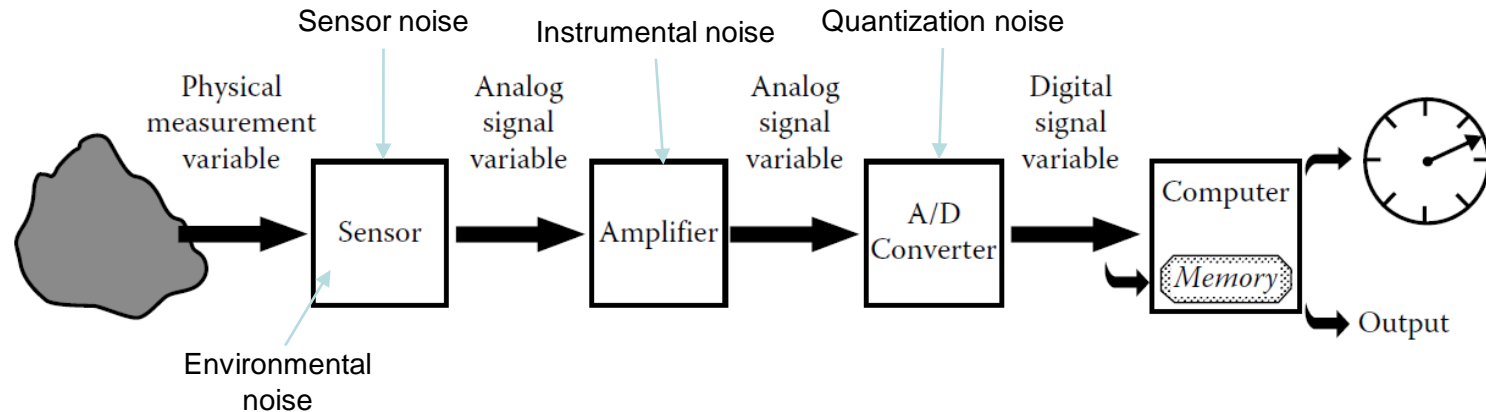 Sensor noise
Instrumental noise
Quantization noise
Physical
measurement
variable
Analog
signal
variable
Analog
signal
variable
Digital
signal
variable
Sensor
Amplifier
A/D
Converter
Computer
Memory
Output
Environmental
noise